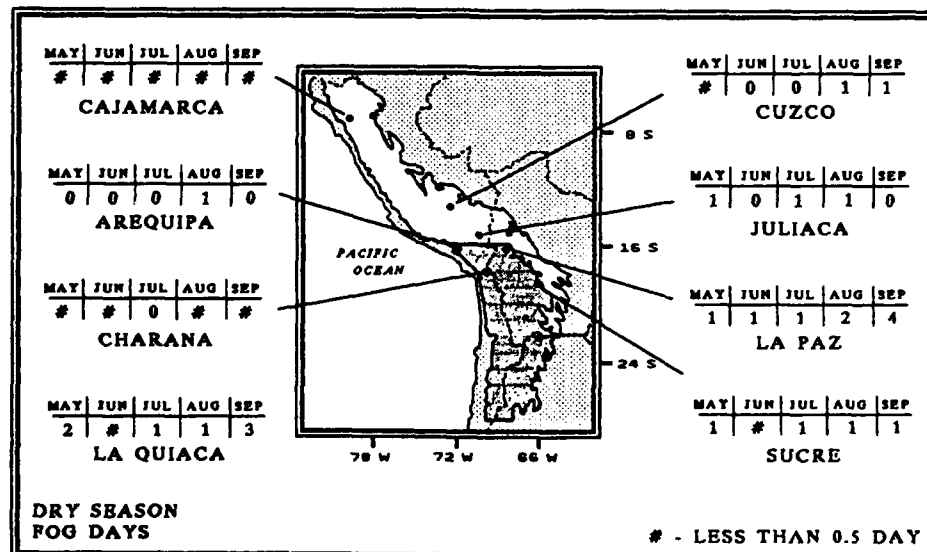 MAY JUN JUL AUG SEP
# # # # #
CAJAMARCA
MAY JUN JUL AUG SEP
0 0 0 1 0
AREQUIPA
MAY JUN JUL AUG SEP
# # 0 # #
CHARANA
MAY JUN JUL AUG SEP
2 # 1 1 3
LA QUIACA
DRY SEASON
FOG DAYS
PACIFIC
OCEAN
8 S
16 S
24 S
78 W 72 W 66 W
MAY JUN JUL AUG SEP
# 0 0 1 1
CUZCO
MAY JUN JUL AUG SEP
1 0 1 1 0
JULIACA
MAY JUN JUL AUG SEP
1 1 1 2 4
LA PAZ
MAY JUN JUL AUG SEP
1 # 1 1 1
SUCRE
# - LESS THAN 0.5 DAY